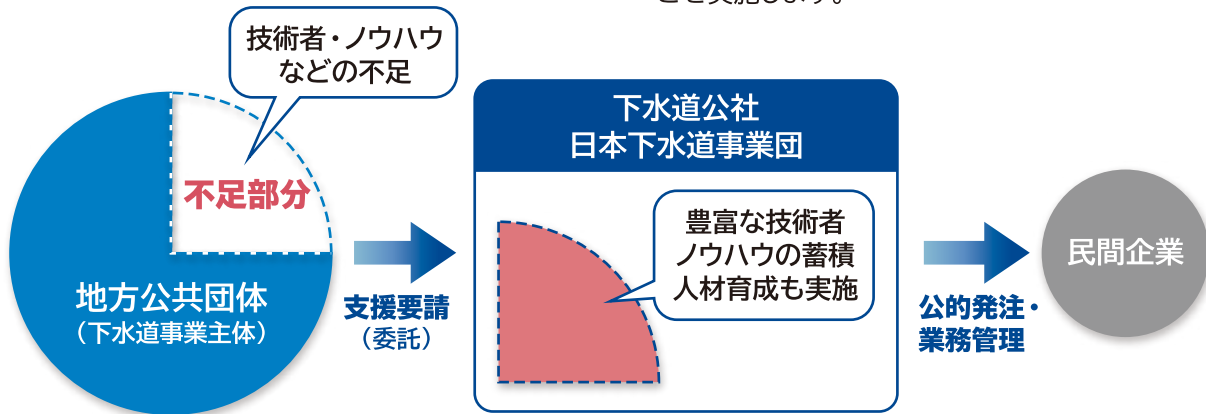 技術者・ノウハウ
などの不足
不足部分
地方公共団体
（下水道事業主体）
支援要請
（委託）
下水道公社
日本下水道事業団
豊富な技術者
ノウハウの蓄積
人材育成も実施
公的発注・
業務管理
民間企業